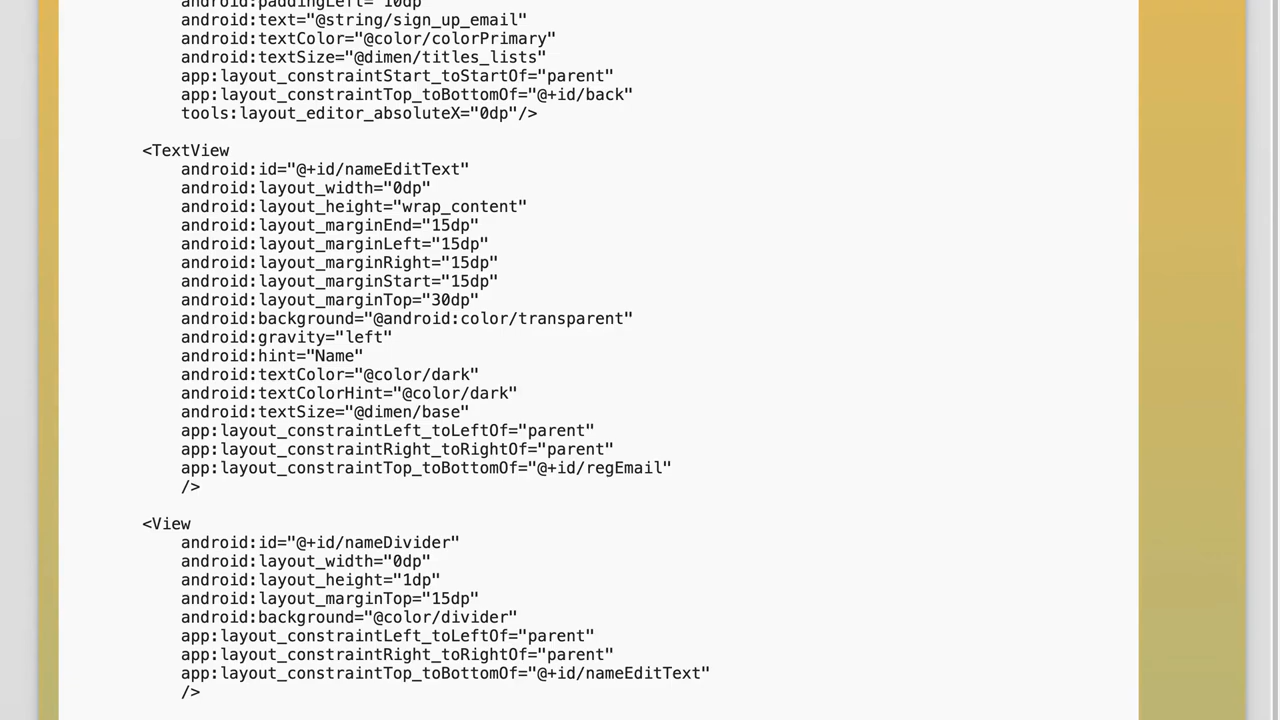 android:paddingLeft="10dp"
android:text="@string/sign_up_email"
android:textColor="@color/colorPrimary"
android:textSize="@dimen/titles_lists"
app:layout_constraintStart_toStartOf="parent"
app:layout_constraintTop_toBottomOf="@+id/back"
tools:layout_editor_absoluteX="0dp"/>
<TextView
android:id="@+id/nameEditText"
android:layout_width="0dp"
android:layout_height="wrap_content"
android:layout_marginEnd="15dp"
android:layout_marginLeft="15dp"
android:layout_marginRight="15dp"
android:layout_marginStart="15dp"
android:layout_marginTop="30dp"
android:background="@android:color/transparent"
android:gravity="left"
android:hint="Name"
android:textColor="@color/dark"
android:textColorHint="@color/dark"
android:textSize="@dimen/base"
app:layout_constraintLeft_toLeftOf="parent"
app:layout_constraintRight_toRightOf="parent"
app:layout_constraintTop_toBottomOf="@+id/regEmail"
/>
<View
android:id="@+id/nameDivider"
android:layout_width="0dp"
android:layout_height="1dp"
android:layout_marginTop="15dp"
android:background="@color/divider"
app:layout_constraintLeft_toLeftOf="parent"
app:layout_constraintRight_toRightOf="parent"
app:layout_constraintTop_toBottomOf="@+id/nameEditText"
/>